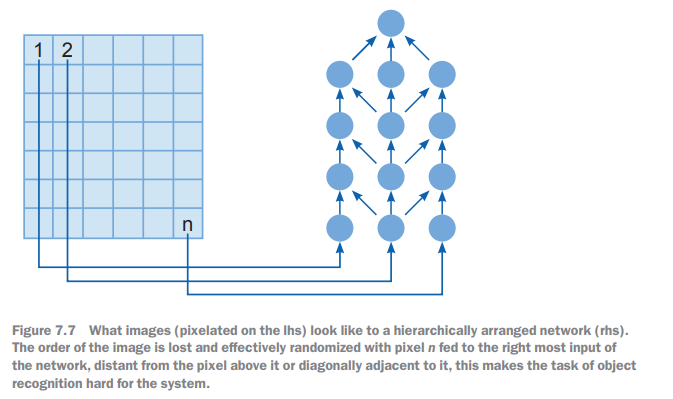 1 2
n
Figure 7.7 What images (pixelated on the lhs) look like to a hierarchically arranged network (rhs).
The order of the image is lost and effectively randomized with pixel n fed to the right most input of
the network, distant from the pixel above it or diagonally adjacent to it, this makes the task of object
recognition hard for the system.